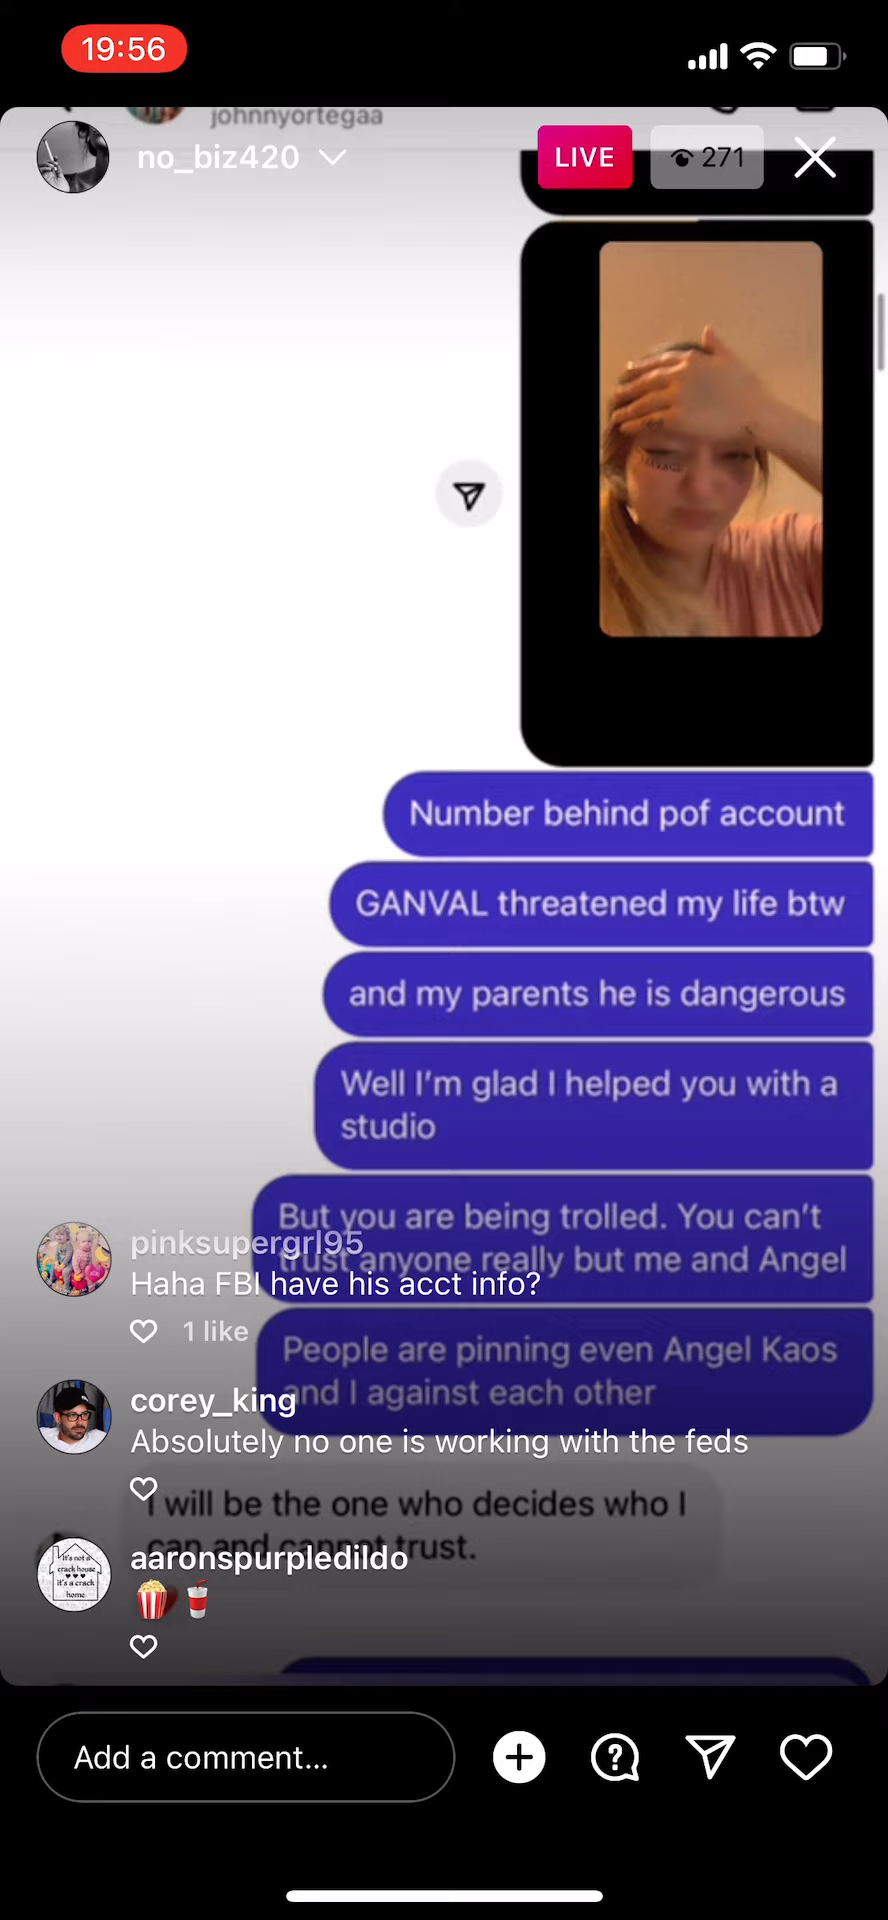 19:56
johnnyortegaa
no_biz420
LIVE
271
Number behind pof account
GANVAL threatened my life btw
and my parents he is dangerous
Well I'm glad I helped you with a
studio
But you are being trolled. You can't
trust anyone really but me and Angel
pinksupergrl95
Haha FBI have his acct info?
1 like
People are pinning even Angel Kaos
and I against each other
corey_king
Absolutely no one is working with the feds
I will be the one who decides who I
can and cannot trust.
aaronspurpledildo
It's not a
crack house
it's a crack
home
Add a comment...